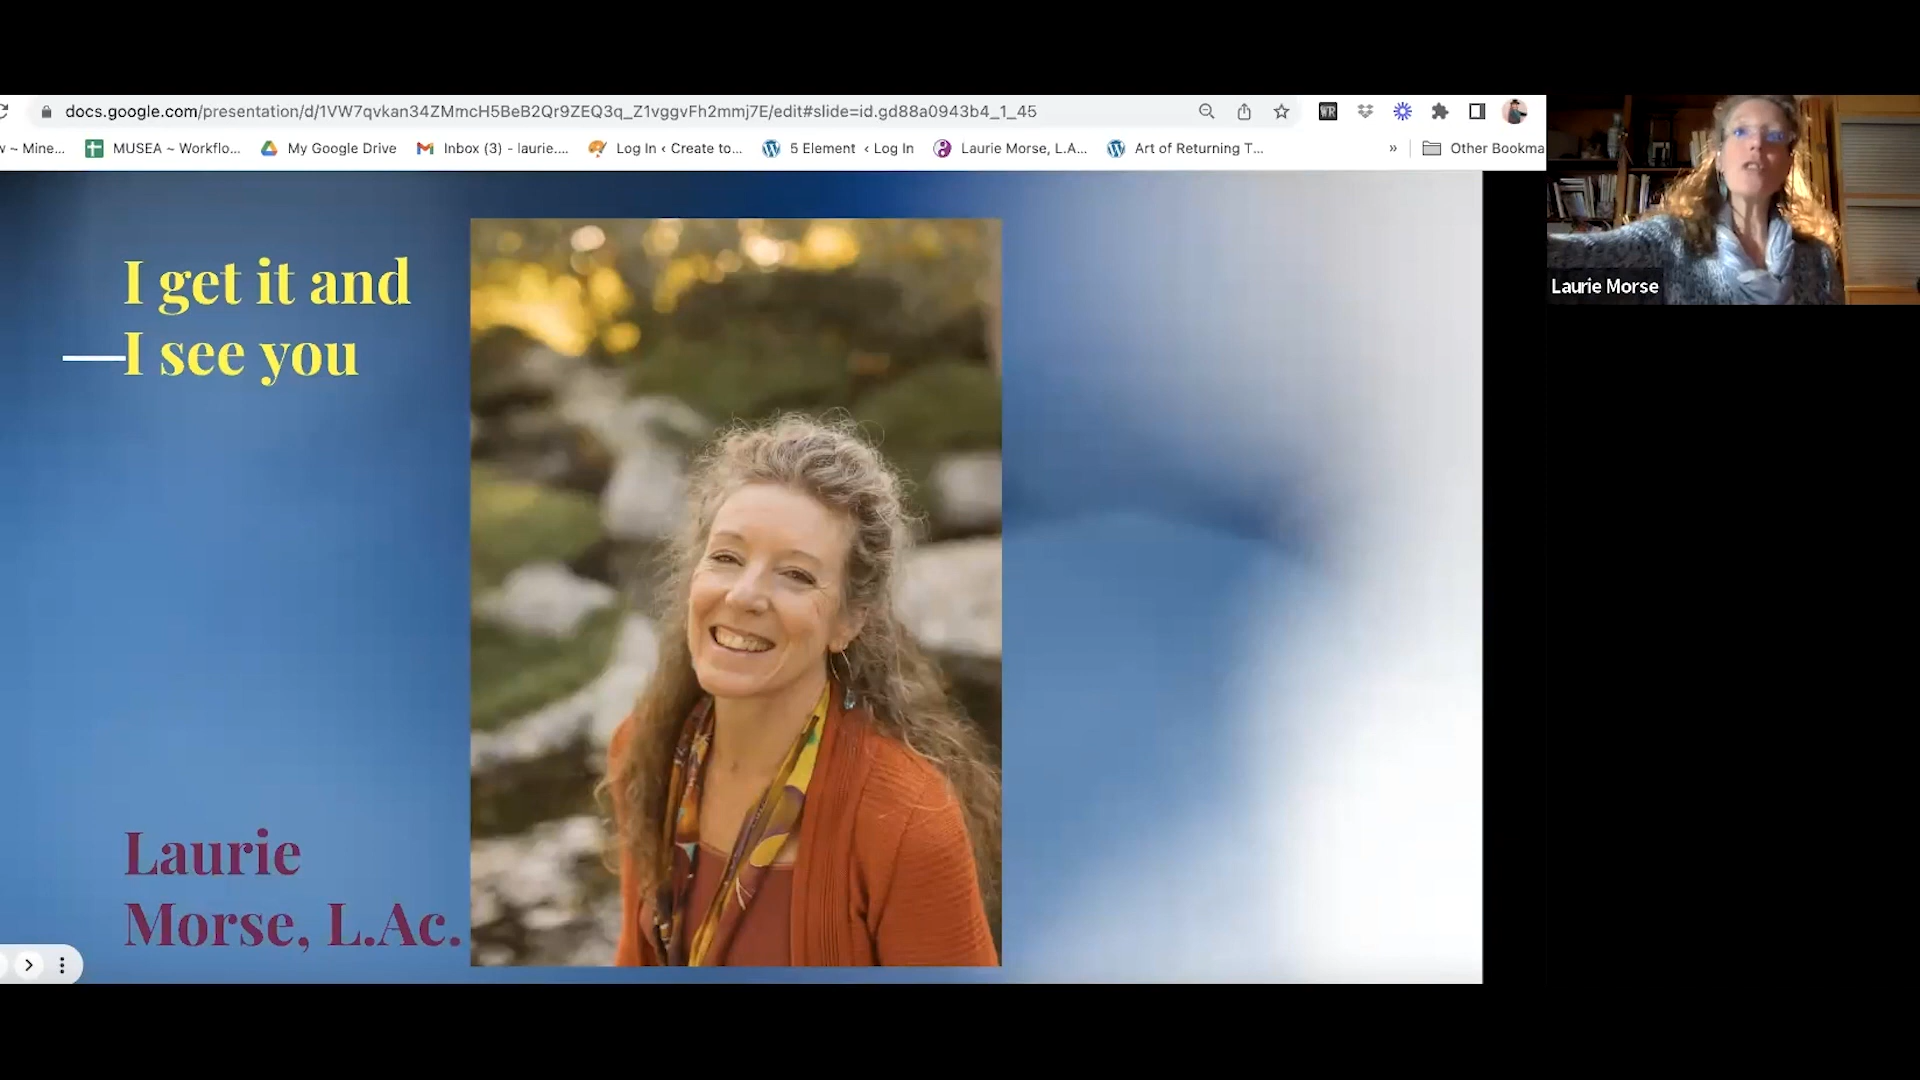 docs.google.com/presentation/d/1VW7qvkan34ZMmcH5BeB2Qr9ZEQ3q_Z1vggvFh2mmj7E/edit#slide=id.gd88a0943b4_1_45
WR
~ Mine... MUSEA ~ Workflo... My Google Drive Inbox (3) - laurie.... Log In ‹ Create to... 5 Element ‹ Log In Laurie Morse, L.A... Art of Returning T... » Other Bookma
I get it and
I see you
Laurie
Morse, L.Ac.
Laurie Morse